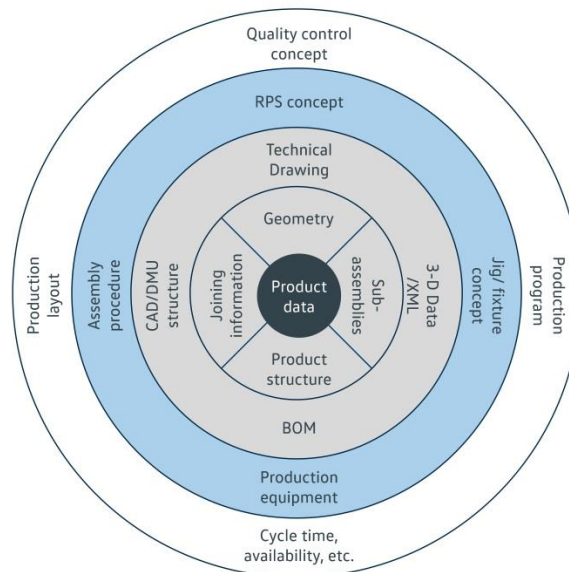 Quality control
concept
RPS concept
Technical
Drawing
Geometry
Production
layout
Assembly
procedure
CAD/DMU
structure
Joining
information
Product
data
Sub-
assemblies
3-D Data
/XML
Jig/ fixture
concept
Production
program
Product
structure
BOM
Production
equipment
Cycle time,
availability, etc.